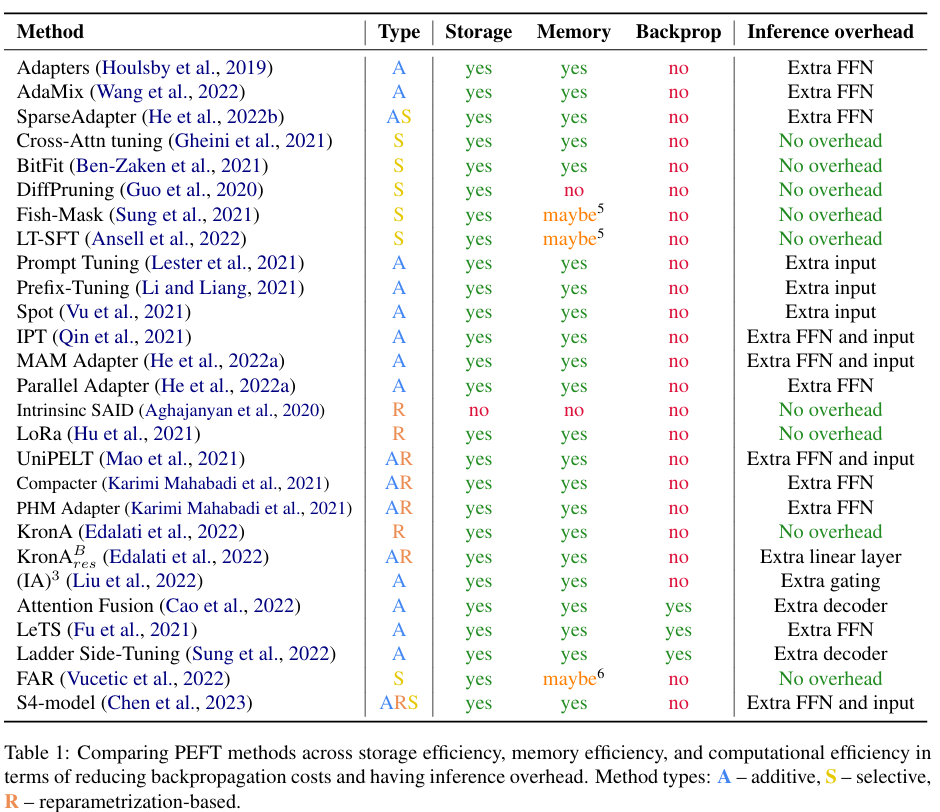 Method Type Storage Memory Backprop Inference overhead
Adapters (Houlsby et al., 2019) A yes yes no Extra FFN
AdaMix (Wang et al., 2022) A yes yes no Extra FFN
SparseAdapter (He et al., 2022b) AS yes yes no Extra FFN
Cross-Attn tuning (Gheini et al., 2021) S yes yes no No overhead
BitFit (Ben-Zaken et al., 2021) S yes yes no No overhead
DiffPruning (Guo et al., 2020) S yes no no No overhead
Fish-Mask (Sung et al., 2021) S yes maybe⁵ no No overhead
LT-SFT (Ansell et al., 2022) S yes maybe⁵ no No overhead
Prompt Tuning (Lester et al., 2021) A yes yes no Extra input
Prefix-Tuning (Li and Liang, 2021) A yes yes no Extra input
Spot (Vu et al., 2021) A yes yes no Extra input
IPT (Qin et al., 2021) A yes yes no Extra FFN and input
MAM Adapter (He et al., 2022a) A yes yes no Extra FFN and input
Parallel Adapter (He et al., 2022a) A yes yes no Extra FFN
Intrinsinc SAID (Aghajanyan et al., 2020) R no no no No overhead
LoRa (Hu et al., 2021) R yes yes no No overhead
UniPELT (Mao et al., 2021) AR yes yes no Extra FFN and input
Compacter (Karimi Mahabadi et al., 2021) AR yes yes no Extra FFN
PHM Adapter (Karimi Mahabadi et al., 2021) AR yes yes no Extra FFN
KronA (Edalati et al., 2022) R yes yes no No overhead
KronA^B_res (Edalati et al., 2022) AR yes yes no Extra linear layer
(IA)³ (Liu et al., 2022) A yes yes no Extra gating
Attention Fusion (Cao et al., 2022) A yes yes yes Extra decoder
LeTS (Fu et al., 2021) A yes yes yes Extra FFN
Ladder Side-Tuning (Sung et al., 2022) A yes yes yes Extra decoder
FAR (Vucetic et al., 2022) S yes maybe⁶ no No overhead
S4-model (Chen et al., 2023) ARS yes yes no Extra FFN and input
Table 1: Comparing PEFT methods across storage efficiency, memory efficiency, and computational efficiency in
terms of reducing backpropagation costs and having inference overhead. Method types: A – additive, S – selective,
R – reparametrization-based.